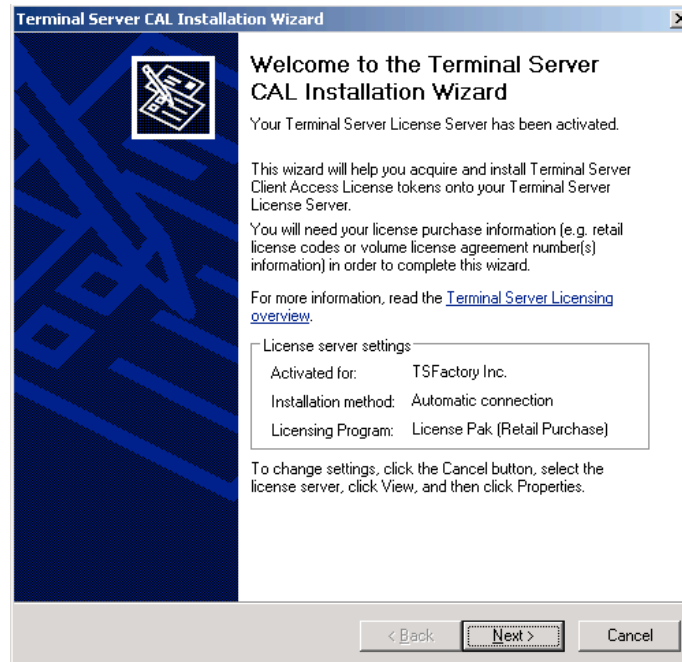 Terminal Server CAL Installation Wizard
Welcome to the Terminal Server
CAL Installation Wizard
Your Terminal Server License Server has been activated.
This wizard will help you acquire and install Terminal Server
Client Access License tokens onto your Terminal Server
License Server.
You will need your license purchase information (e.g. retail
license codes or volume license agreement number(s)
information) in order to complete this wizard.
For more information, read the Terminal Server Licensing
overview.
License server settings
Activated for: TSFactory Inc.
Installation method: Automatic connection
Licensing Program: License Pak (Retail Purchase)
To change settings, click the Cancel button, select the
license server, click View, and then click Properties.
< Back Next > Cancel